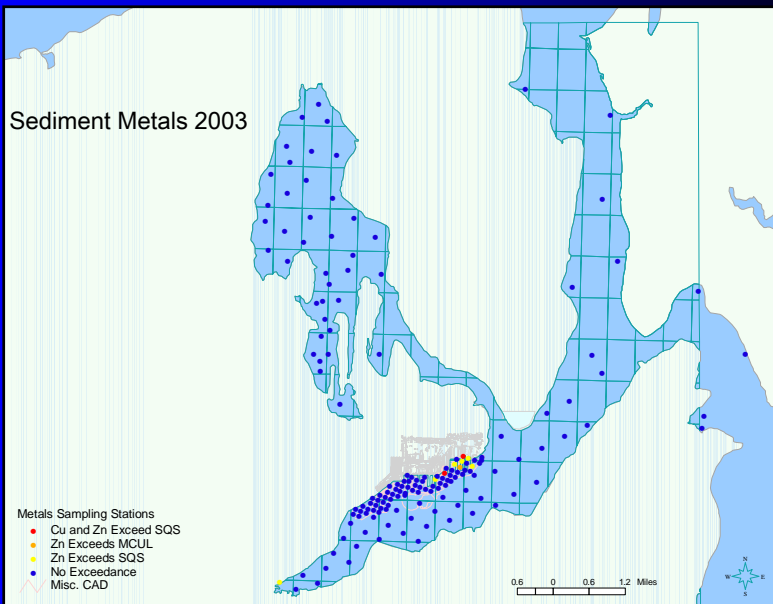 Sediment Metals 2003
Metals Sampling Stations
Cu and Zn Exceed SQS
Zn Exceeds MCUL
Zn Exceeds SQS
No Exceedance
Misc. CAD
0.6 0 0.6 1.2 Miles
N
W E
S